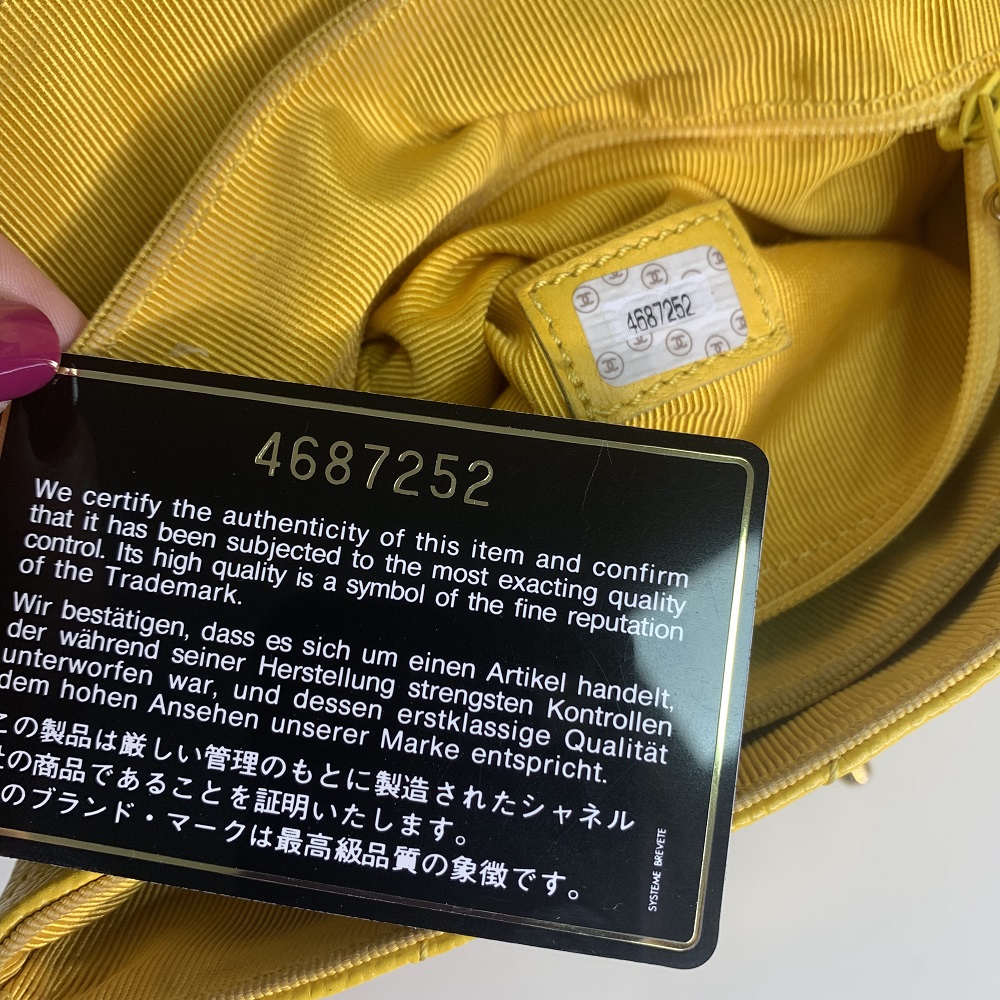 4687252
4687252
We certify the authenticity of this item and confirm
that it has been subjected to the most exacting quality
control. Its high quality is a symbol of the fine reputation
of the Trademark.
Wir bestätigen, dass es sich um einen Artikel handelt,
der während seiner Herstellung strengsten Kontrollen
unterworfen war, und dessen erstklassige Qualität
dem hohen Ansehen unserer Marke entspricht.
この製品は厳しい管理のもとに製造されたシャネル
社の商品であることを証明いたします。
のブランド・マークは最高級品質の象徴です。
SYSTEME BREVETE